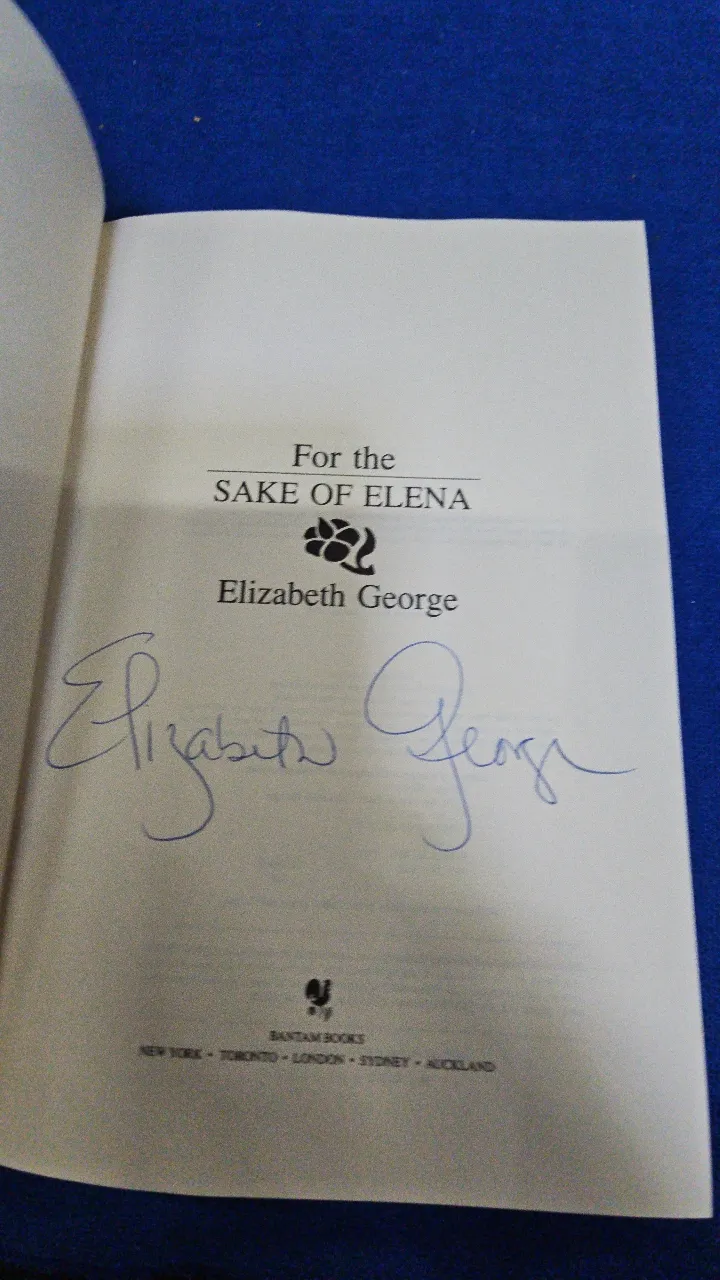 For the
SAKE OF ELENA
Elizabeth George
Elizabeth George
BANTAM BOOKS
NEW YORK • TORONTO • LONDON • SYDNEY • AUCKLAND